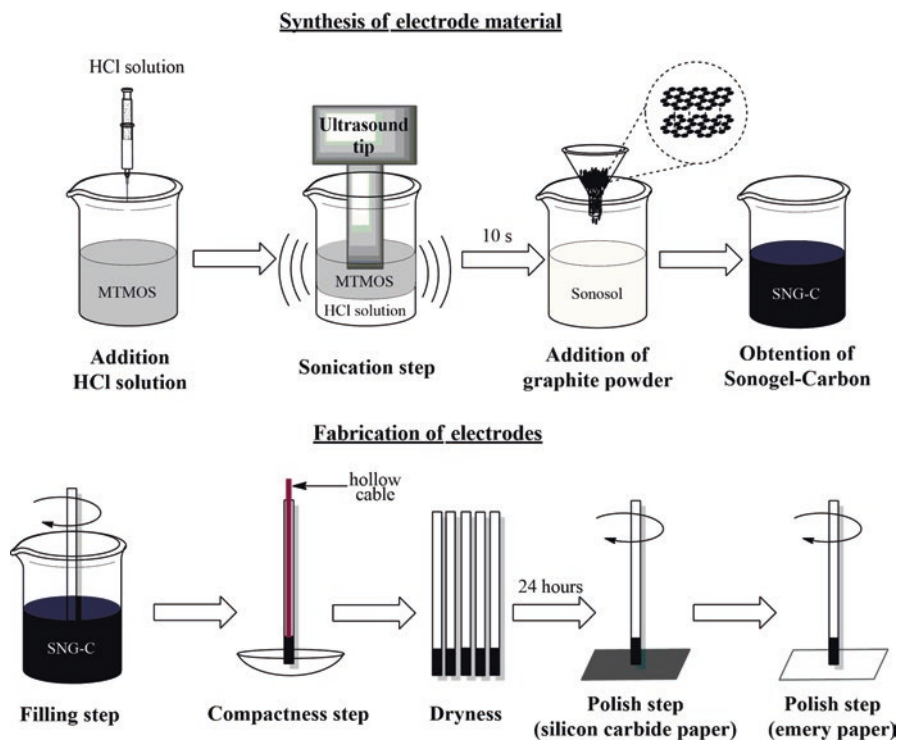 Synthesis of electrode material
HCl solution
Ultrasound
tip
10 s
MTMOS
MTMOS
HCl solution
Sonosol
SNG-C
Addition
HCl solution
Sonication step
Addition of
graphite powder
Obtention of
Sonogel-Carbon
Fabrication of electrodes
hollow
cable
24 hours
SNG-C
Filling step
Compactness step
Dryness
Polish step
(silicon carbide paper)
Polish step
(emery paper)